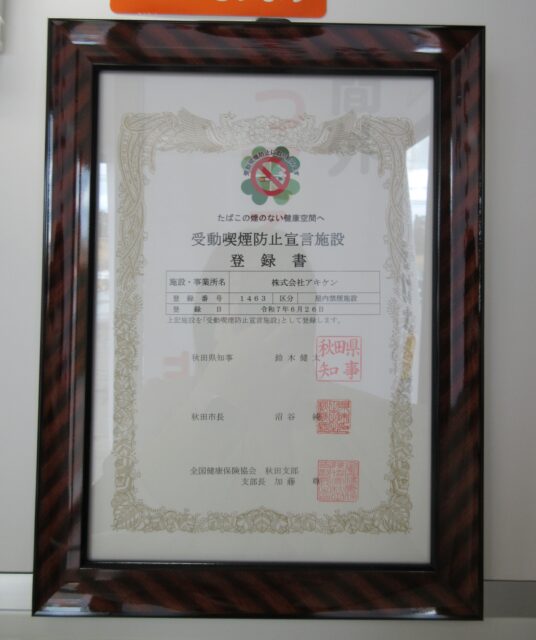 たばこの煙のない健康空間へ
受動喫煙防止宣言施設
登録書
施設・事業所名 株式会社アキケン
登録番号 1463 区分 屋内禁煙施設
登録日 令和7年6月26日
上記施設を「受動喫煙防止宣言施設」として登録します。
秋田県知事 鈴木健太
秋田県知事
秋田市長 沼谷 純
全国健康保険協会 秋田支部
支部長 加藤 尊